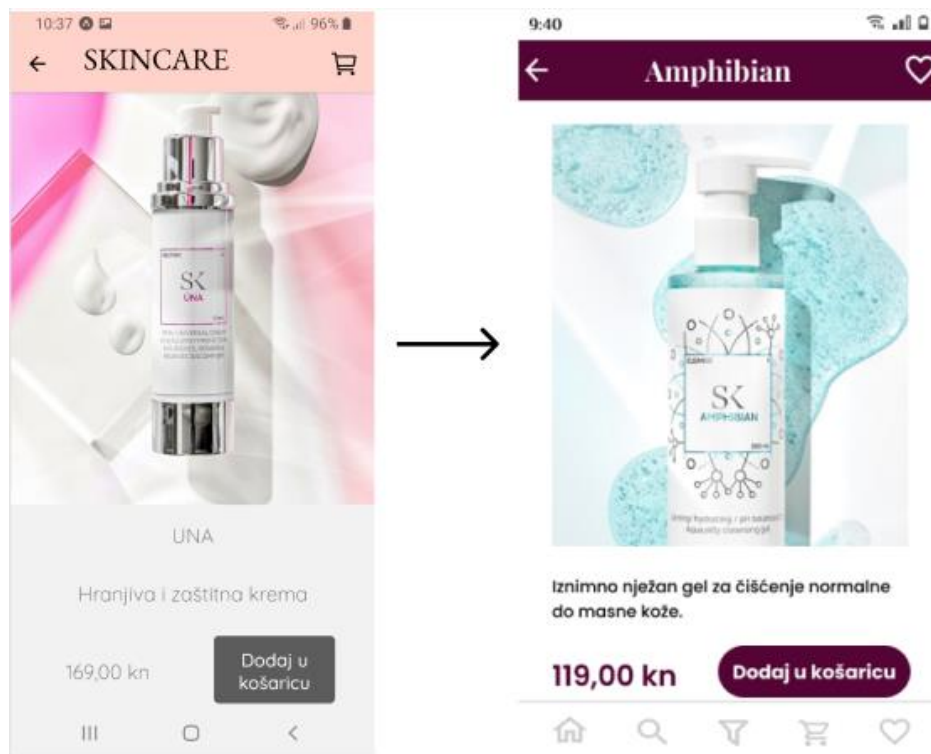 10:37
96%
SKINCARE
SK
UNA
UNA
Hranjiva i zaštitna krema
169,00 kn
Dodaj u
košaricu
9:40
Amphibian
SK
AMPHIBIAN
Iznimno nježan gel za čišćenje normalne
do masne kože.
119,00 kn
Dodaj u košaricu